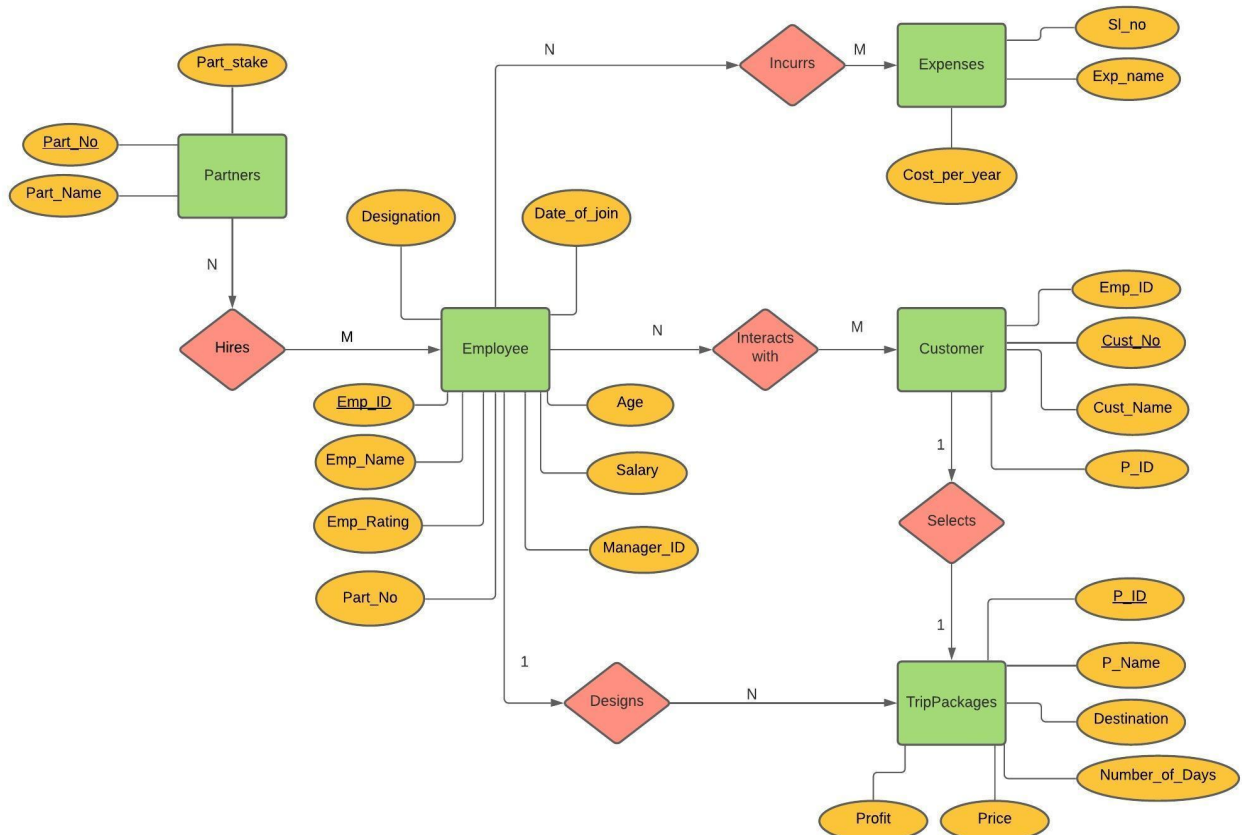 Sl_no
N
M
Incurrs
Expenses
Part_stake
Exp_name
Part_No
Partners
Cost_per_year
Part_Name
Designation
Date_of_join
N
Emp_ID
Hires
M
Employee
N
Interacts
with
M
Customer
Cust_No
Emp_ID
Age
Cust_Name
Emp_Name
Salary
1
P_ID
Emp_Rating
Selects
Manager_ID
Part_No
P_ID
1
1
P_Name
Designs
N
TripPackages
Destination
Number_of_Days
Profit
Price